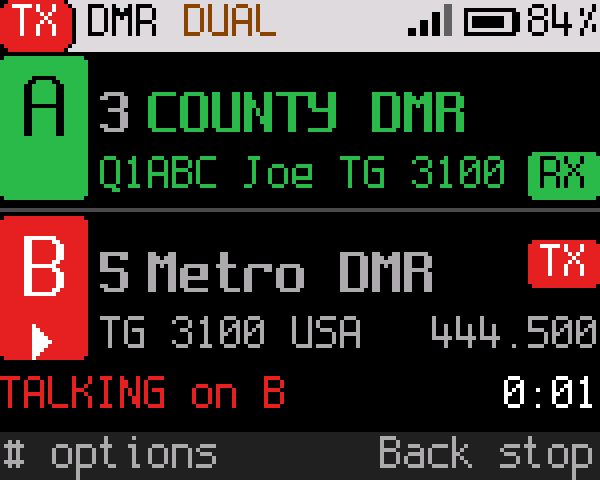 TX DMR DUAL 84%
A
3 COUNTY DMR
Q1ABC Joe TG 3100 RX
B
5 Metro DMR TX
TG 3100 USA 444.500
TALKING on B 0:01
# options Back stop